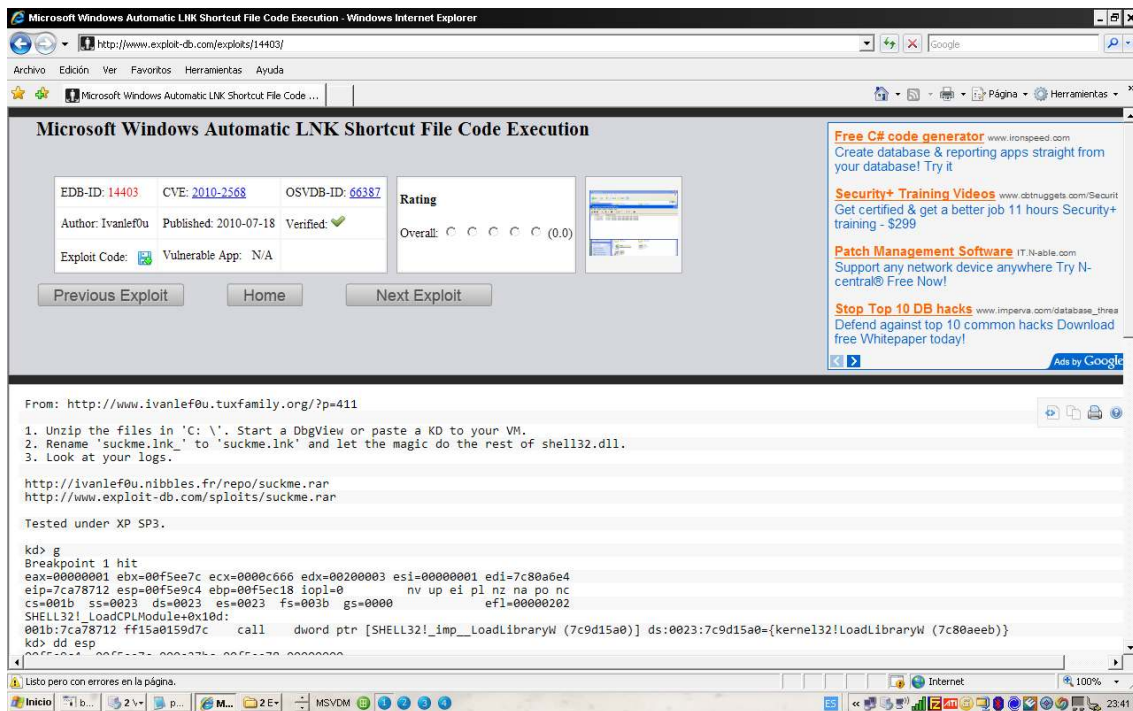 Microsoft Windows Automatic LNK Shortcut File Code Execution - Windows Internet Explorer
http://www.exploit-db.com/exploits/14403/
Google
Archivo Edición Ver Favoritos Herramientas Ayuda
Microsoft Windows Automatic LNK Shortcut File Code ...
Página Herramientas
Microsoft Windows Automatic LNK Shortcut File Code Execution
EDB-ID: 14403 CVE: 2010-2568 OSVDB-ID: 66387
Author: Ivanlef0u Published: 2010-07-18 Verified:
Exploit Code: Vulnerable App: N/A
Rating
Overall: (0.0)
Previous Exploit Home Next Exploit
Free C# code generator www.ironspeed.com
Create database & reporting apps straight from
your database! Try it
Security+ Training Videos www.cbtnuggets.com/Securit
Get certified & get a better job 11 hours Security+
training - $299
Patch Management Software IT.N-able.com
Support any network device anywhere Try N-
central® Free Now!
Stop Top 10 DB hacks www.imperva.com/database_threa
Defend against top 10 common hacks Download
free Whitepaper today!
Ads by Google
From: http://www.ivanlef0u.tuxfamily.org/?p=411
1. Unzip the files in 'C: \'. Start a DbgView or paste a KD to your VM.
2. Rename 'suckme.lnk_' to 'suckme.lnk' and let the magic do the rest of shell32.dll.
3. Look at your logs.
http://ivanlef0u.nibbles.fr/repo/suckme.rar
http://www.exploit-db.com/sploits/suckme.rar
Tested under XP SP3.
kd> g
Breakpoint 1 hit
eax=00000001 ebx=00f5ee7c ecx=0000c666 edx=00200003 esi=00000001 edi=7c80a6e4
eip=7ca78712 esp=00f5e9c4 ebp=00f5ec18 iopl=0 nv up ei pl nz na po nc
cs=001b ss=0023 ds=0023 es=0023 fs=003b gs=0000 efl=00000202
SHELL32!_LoadCPLModule+0x10d:
001b:7ca78712 ff15a0159d7c call dword ptr [SHELL32!_imp__LoadLibraryW (7c9d15a0)] ds:0023:7c9d15a0={kernel32!LoadLibraryW (7c80aeeb)}
kd> dd esp
Listo pero con errores en la página.
Internet
100%
Inicio b... 2 p... M... 2 E MSVDM 1 2 3 4
ES
23:41